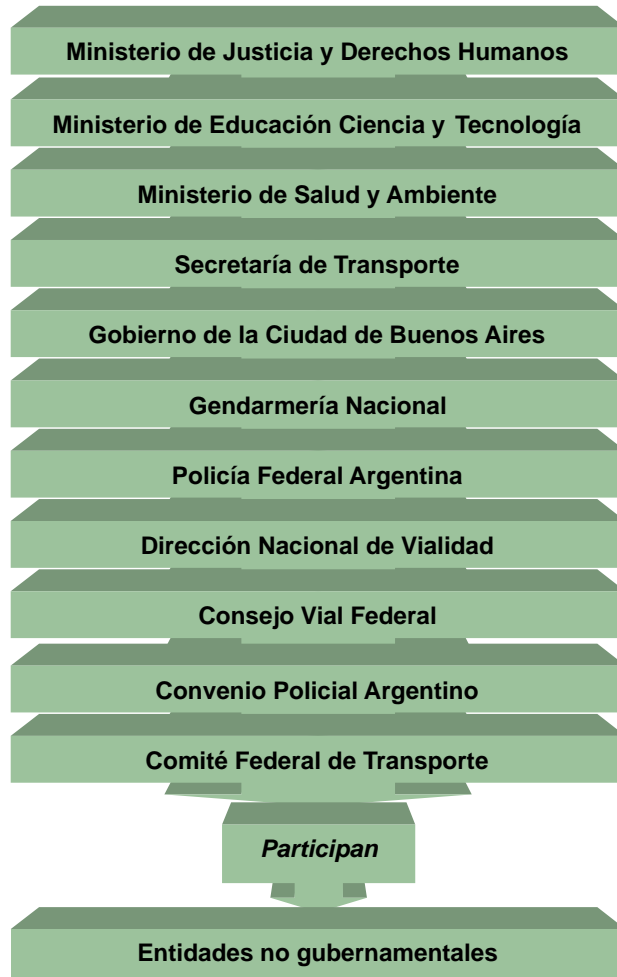 Ministerio de Justicia y Derechos Humanos
Ministerio de Educación Ciencia y Tecnología
Ministerio de Salud y Ambiente
Secretaría de Transporte
Gobierno de la Ciudad de Buenos Aires
Gendarmería Nacional
Policía Federal Argentina
Dirección Nacional de Vialidad
Consejo Vial Federal
Convenio Policial Argentino
Comité Federal de Transporte
Participan
Entidades no gubernamentales